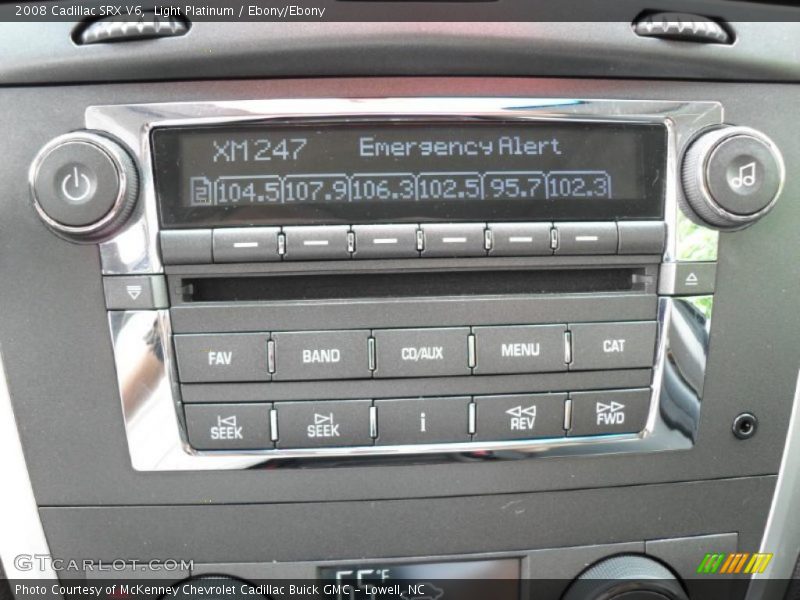 2008 Cadillac SRX V6,  Light Platinum / Ebony/Ebony
XM247 Emergency Alert
104.5 107.9 106.3 102.5 95.7 102.3
FAV BAND CD/AUX MENU CAT
SEEK SEEK i REV FWD
65°F
GTCARLOT.COM
Photo Courtesy of McKenney Chevrolet Cadillac Buick GMC - Lowell, NC